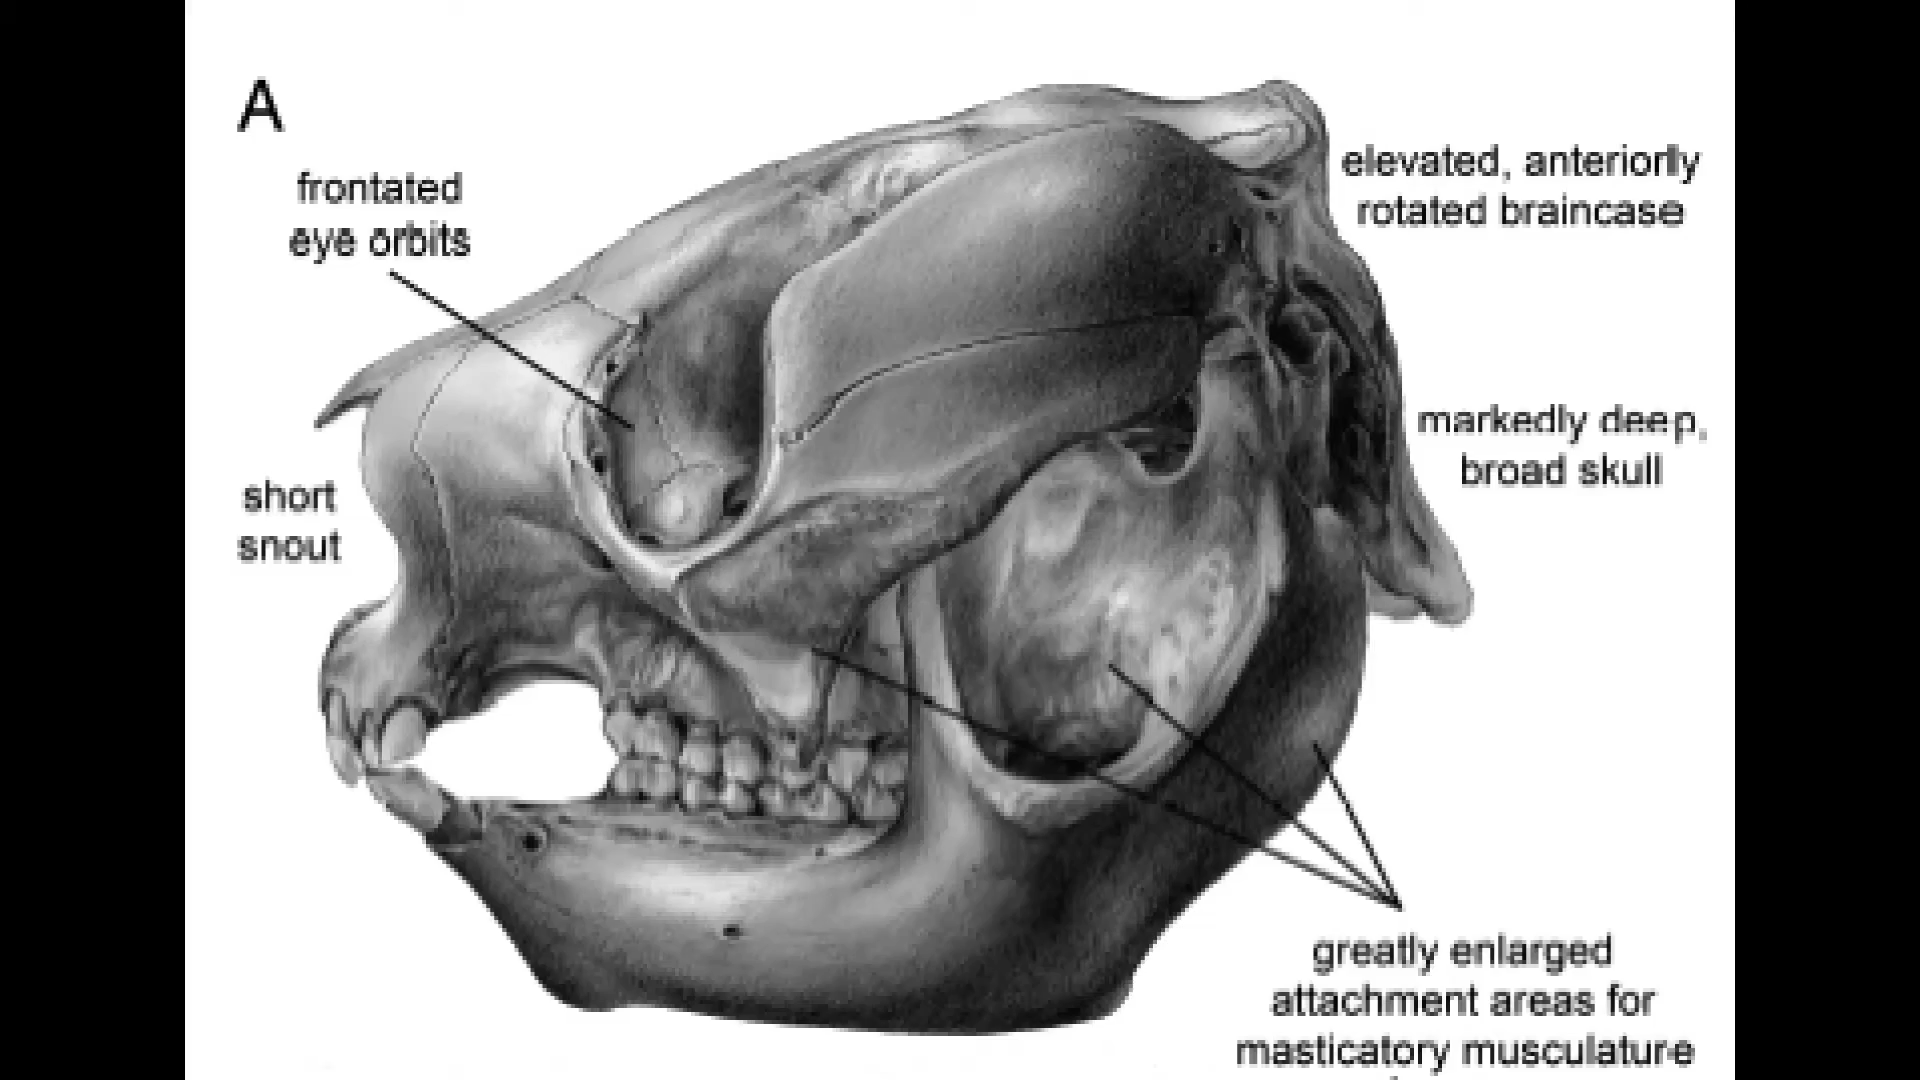 A
frontated
eye orbits
elevated, anteriorly
rotated braincase
short
snout
markedly deep,
broad skull
greatly enlarged
attachment areas for
masticatory musculature